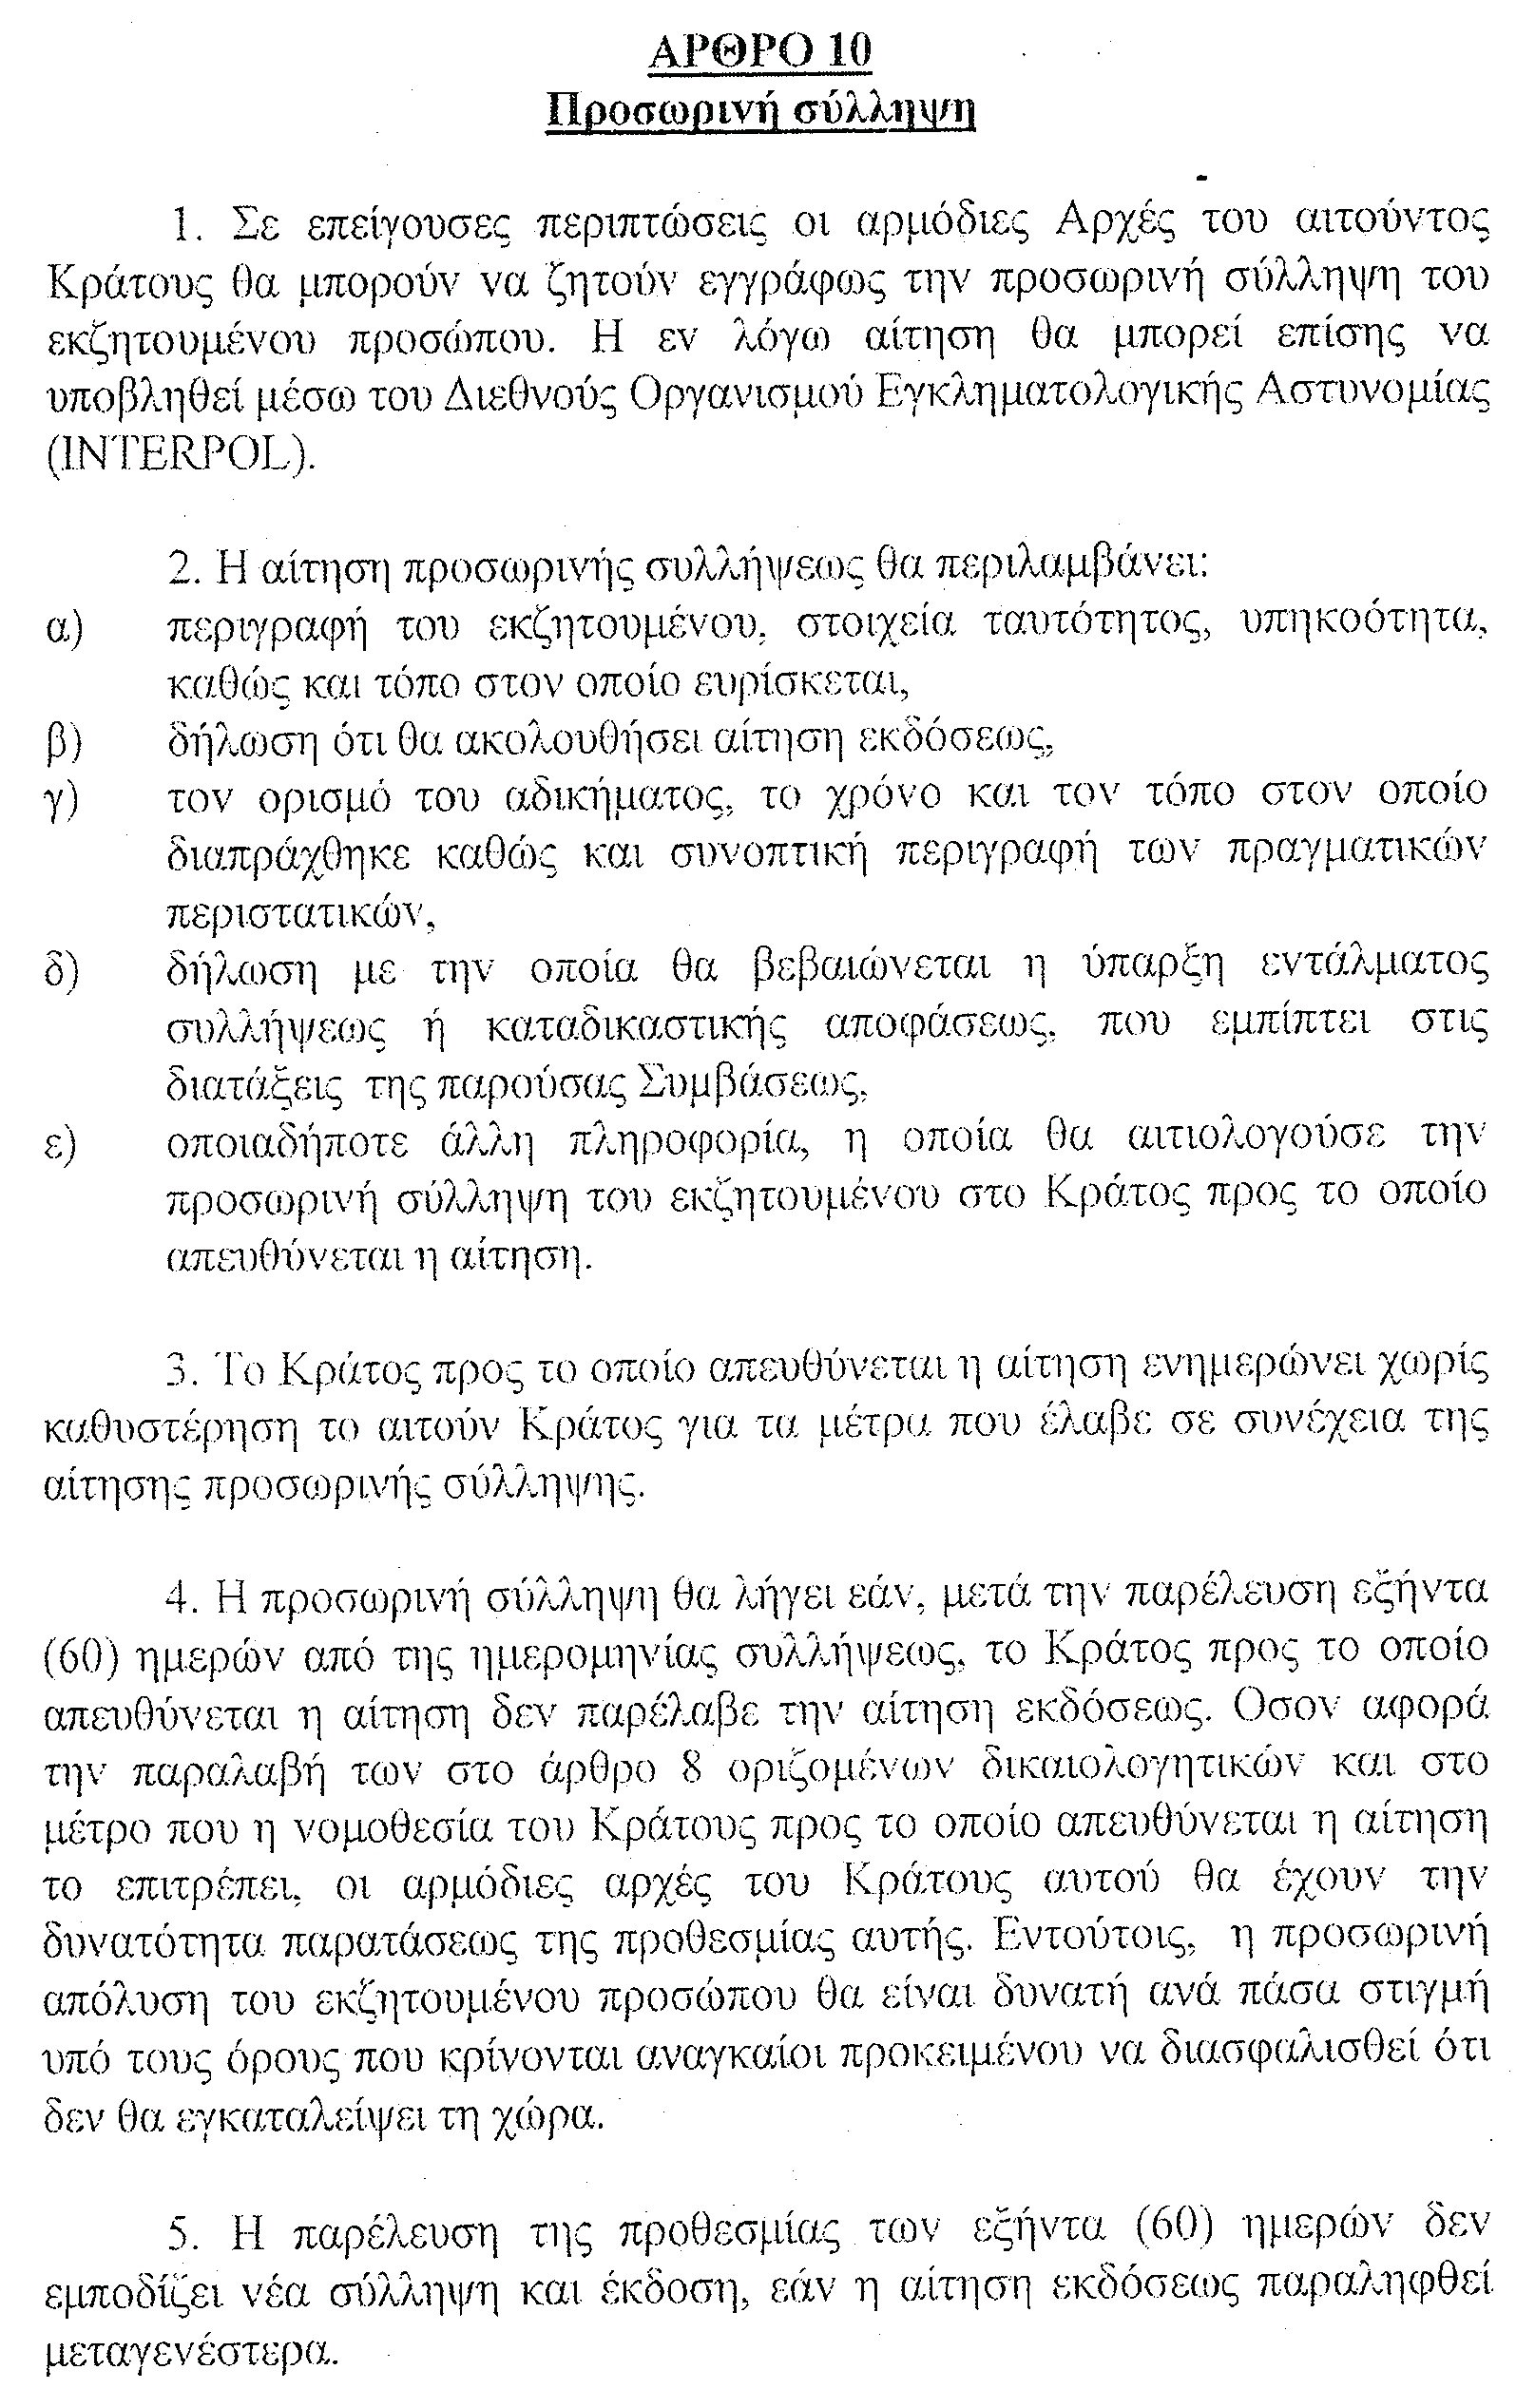 ΑΡΘΡΟ 10
Προσωρινή σύλληψη
1. Σε επείγουσες περιπτώσεις οι αρμόδιες Αρχές του αιτούντος
Κράτους θα μπορούν να ζητούν εγγράφως την προσωρινή σύλληψη του
εκζητουμένου προσώπου. Η εν λόγω αίτηση θα μπορεί επίσης να
υποβληθεί μέσω του Διεθνούς Οργανισμού Εγκληματολογικής Αστυνομίας
(INTERPOL).
2. Η αίτηση προσωρινής συλλήψεως θα περιλαμβάνει:
α) περιγραφή του εκζητουμένου, στοιχεία ταυτότητος, υπηκοότητα,
καθώς και τόπο στον οποίο ευρίσκεται,
β) δήλωση ότι θα ακολουθήσει αίτηση εκδόσεως,
γ) τον ορισμό του αδικήματος, το χρόνο και τον τόπο στον οποίο
διαπράχθηκε καθώς και συνοπτική περιγραφή των πραγματικών
περιστατικών,
δ) δήλωση με την οποία θα βεβαιώνεται η ύπαρξη εντάλματος
συλλήψεως ή καταδικαστικής αποφάσεως, που εμπίπτει στις
διατάξεις της παρούσας Συμβάσεως,
ε) οποιαδήποτε άλλη πληροφορία, η οποία θα αιτιολογούσε την
προσωρινή σύλληψη του εκζητουμένου στο Κράτος προς το οποίο
απευθύνεται η αίτηση.
3. Το Κράτος προς το οποίο απευθύνεται η αίτηση ενημερώνει χωρίς
καθυστέρηση το αιτούν Κράτος για τα μέτρα που έλαβε σε συνέχεια της
αίτησης προσωρινής σύλληψης.
4. Η προσωρινή σύλληψη θα λήγει εάν, μετά την παρέλευση εξήντα
(60) ημερών από της ημερομηνίας συλλήψεως, το Κράτος προς το οποίο
απευθύνεται η αίτηση δεν παρέλαβε την αίτηση εκδόσεως. Οσον αφορά
την παραλαβή των στο άρθρο 8 οριζομένων δικαιολογητικών και στο
μέτρο που η νομοθεσία του Κράτους προς το οποίο απευθύνεται η αίτηση
το επιτρέπει, οι αρμόδιες αρχές του Κράτους αυτού θα έχουν την
δυνατότητα παρατάσεως της προθεσμίας αυτής. Εντούτοις, η προσωρινή
απόλυση του εκζητουμένου προσώπου θα είναι δυνατή ανά πάσα στιγμή
υπό τους όρους που κρίνονται αναγκαίοι προκειμένου να διασφαλισθεί ότι
δεν θα εγκαταλείψει τη χώρα.
5. Η παρέλευση της προθεσμίας των εξήντα (60) ημερών δεν
εμποδίζει νέα σύλληψη και έκδοση, εάν η αίτηση εκδόσεως παραληφθεί
μεταγενέστερα.